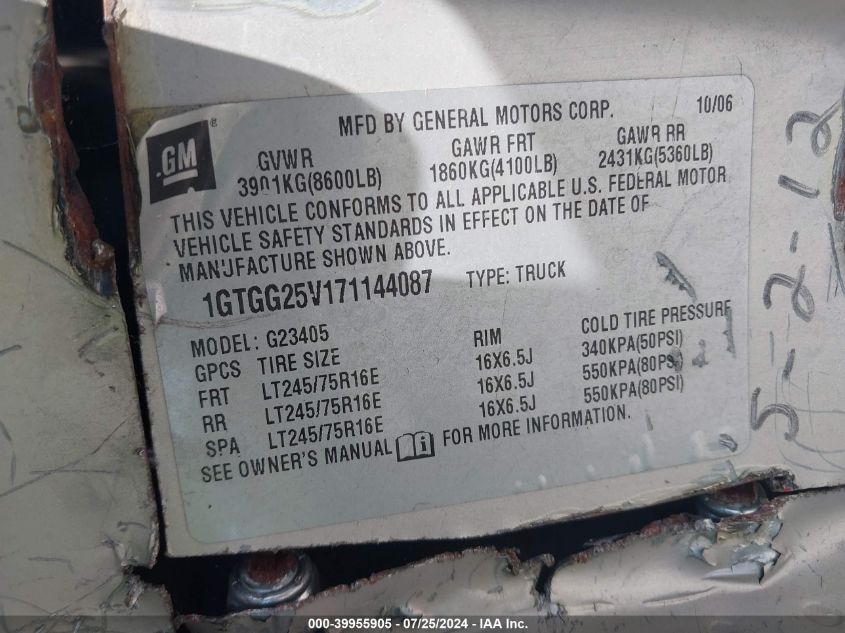 MFD BY GENERAL MOTORS CORP. 10/06
GM®
GVWR GAWR FRT GAWR RR
3901KG(8600LB) 1860KG(4100LB) 2431KG(5360LB)
THIS VEHICLE CONFORMS TO ALL APPLICABLE U.S. FEDERAL MOTOR
VEHICLE SAFETY STANDARDS IN EFFECT ON THE DATE OF
MANUFACTURE SHOWN ABOVE.
1GTGG25V171144087 TYPE: TRUCK
MODEL: G23405
GPCS TIRE SIZE RIM COLD TIRE PRESSURE
FRT LT245/75R16E 16X6.5J 340KPA(50PSI)
RR LT245/75R16E 16X6.5J 550KPA(80PSI)
SPA LT245/75R16E 16X6.5J 550KPA(80PSI)
SEE OWNER'S MANUAL i FOR MORE INFORMATION.
5-2-12
000-39955905 - 07/25/2024 - IAA Inc.